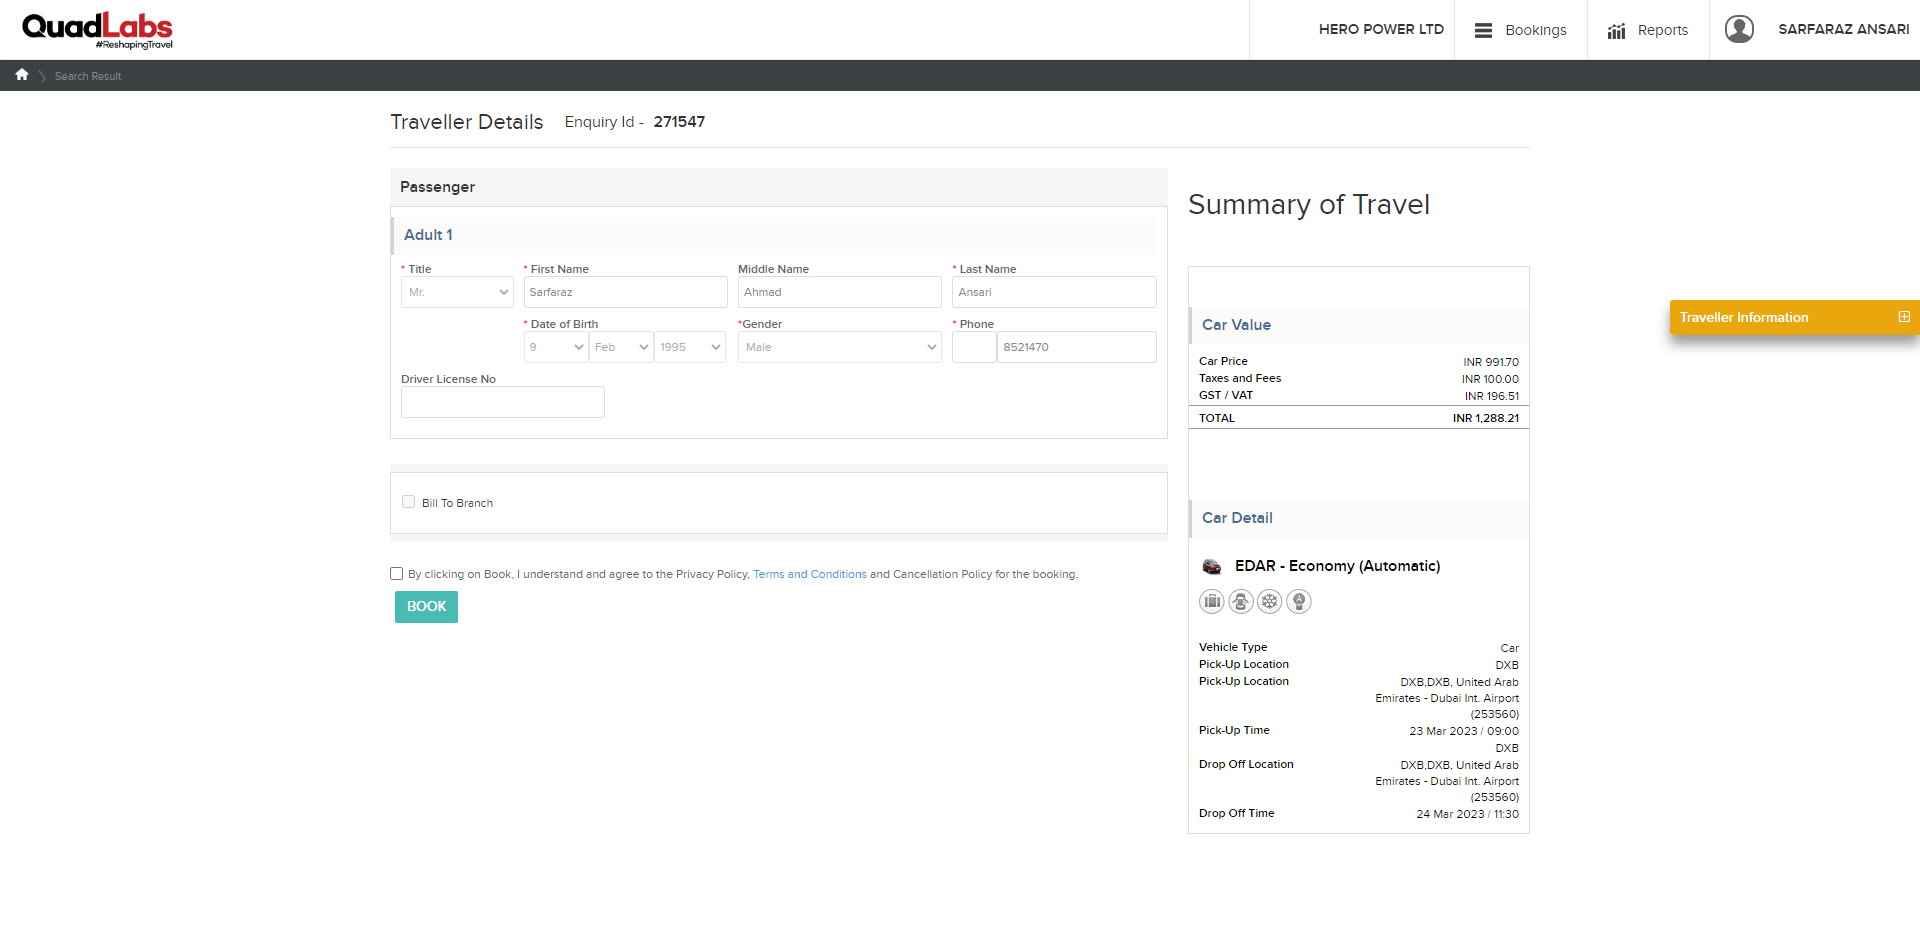 QuadLabs
#ReshapingTravel
HERO POWER LTD
Bookings
Reports
SARFARAZ ANSARI
Search Result
Traveller Details
Enquiry Id - 271547
Passenger
Adult 1
* Title
* First Name
Middle Name
* Last Name
Mr.
Sarfaraz
Ahmad
Ansari
* Date of Birth
*Gender
* Phone
9
Feb
1995
Male
8521470
Driver License No
Bill To Branch
By clicking on Book, I understand and agree to the Privacy Policy, Terms and Conditions and Cancellation Policy for the booking.
BOOK
Summary of Travel
Car Value
Car Price INR 991.70
Taxes and Fees INR 100.00
GST / VAT INR 196.51
TOTAL INR 1,288.21
Car Detail
EDAR - Economy (Automatic)
Vehicle Type Car
Pick-Up Location DXB
Pick-Up Location DXB,DXB, United Arab
Emirates - Dubai Int. Airport
(253560)
Pick-Up Time 23 Mar 2023 / 09:00
DXB
Drop Off Location DXB,DXB, United Arab
Emirates - Dubai Int. Airport
(253560)
Drop Off Time 24 Mar 2023 / 11:30
Traveller Information